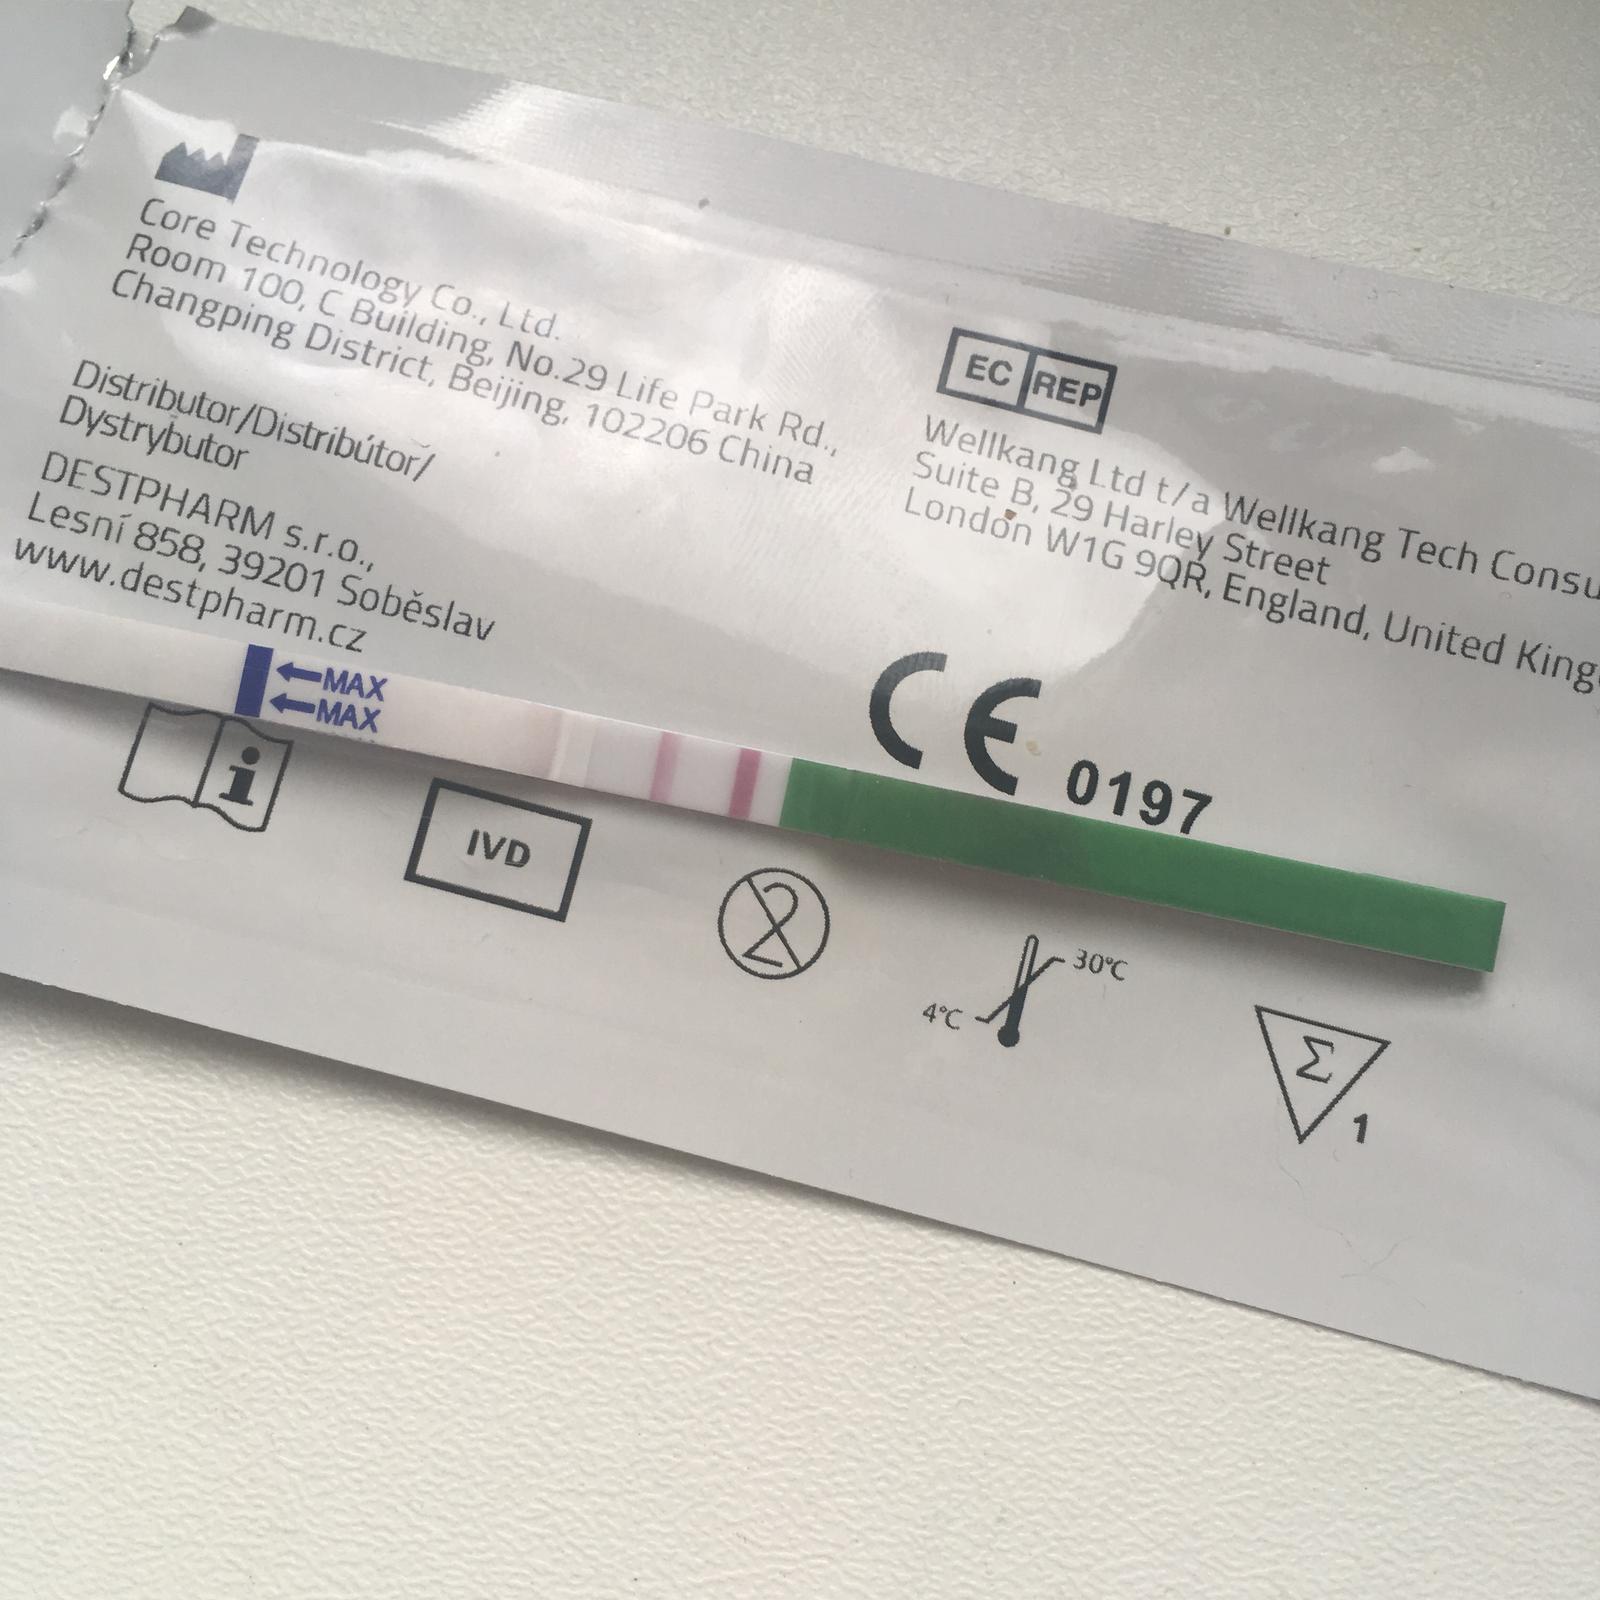 Core Technology Co., Ltd.
Room 100, C Building, No.29 Life Park Rd.,
Changping District, Beijing, 102206 China
Distributor/Distribútor/
Dystrybutor
DESTPHARM s.r.o.,
Lesní 858, 39201 Soběslav
www.destpharm.cz
EC REP
Wellkang Ltd t/a Wellkang Tech
Suite B, 29 Harley Street
London W1G 9QR, England, United
MAX
MAX
CE 0197
i
IVD
2
4°C
30°C
Σ
1